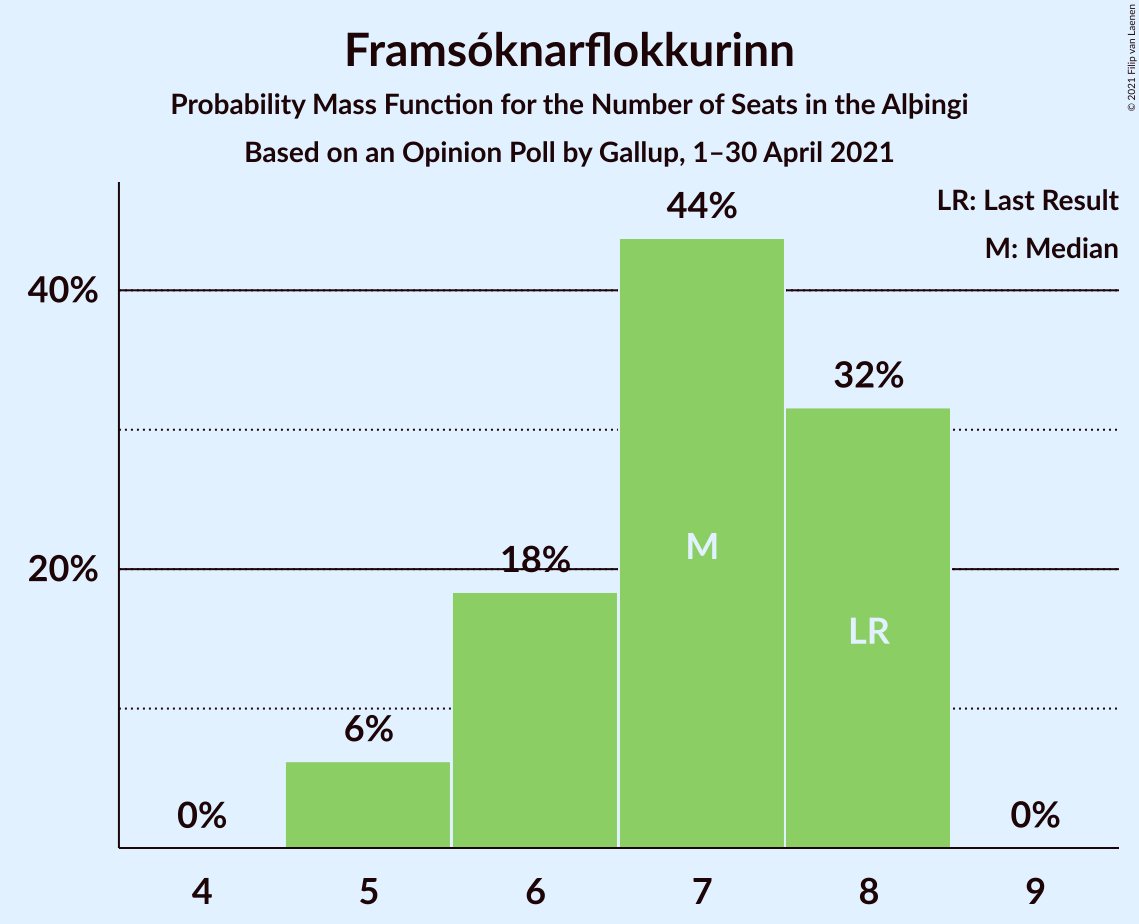 Framsóknarflokkurinn
Probability Mass Function for the Number of Seats in the Alþingi
Based on an Opinion Poll by Gallup, 1–30 April 2021
© 2021 Filip van Laenen
LR: Last Result
M: Median
44%
40%
32%
M
18%
20%
LR
6%
0%
0%
4 5 6 7 8 9